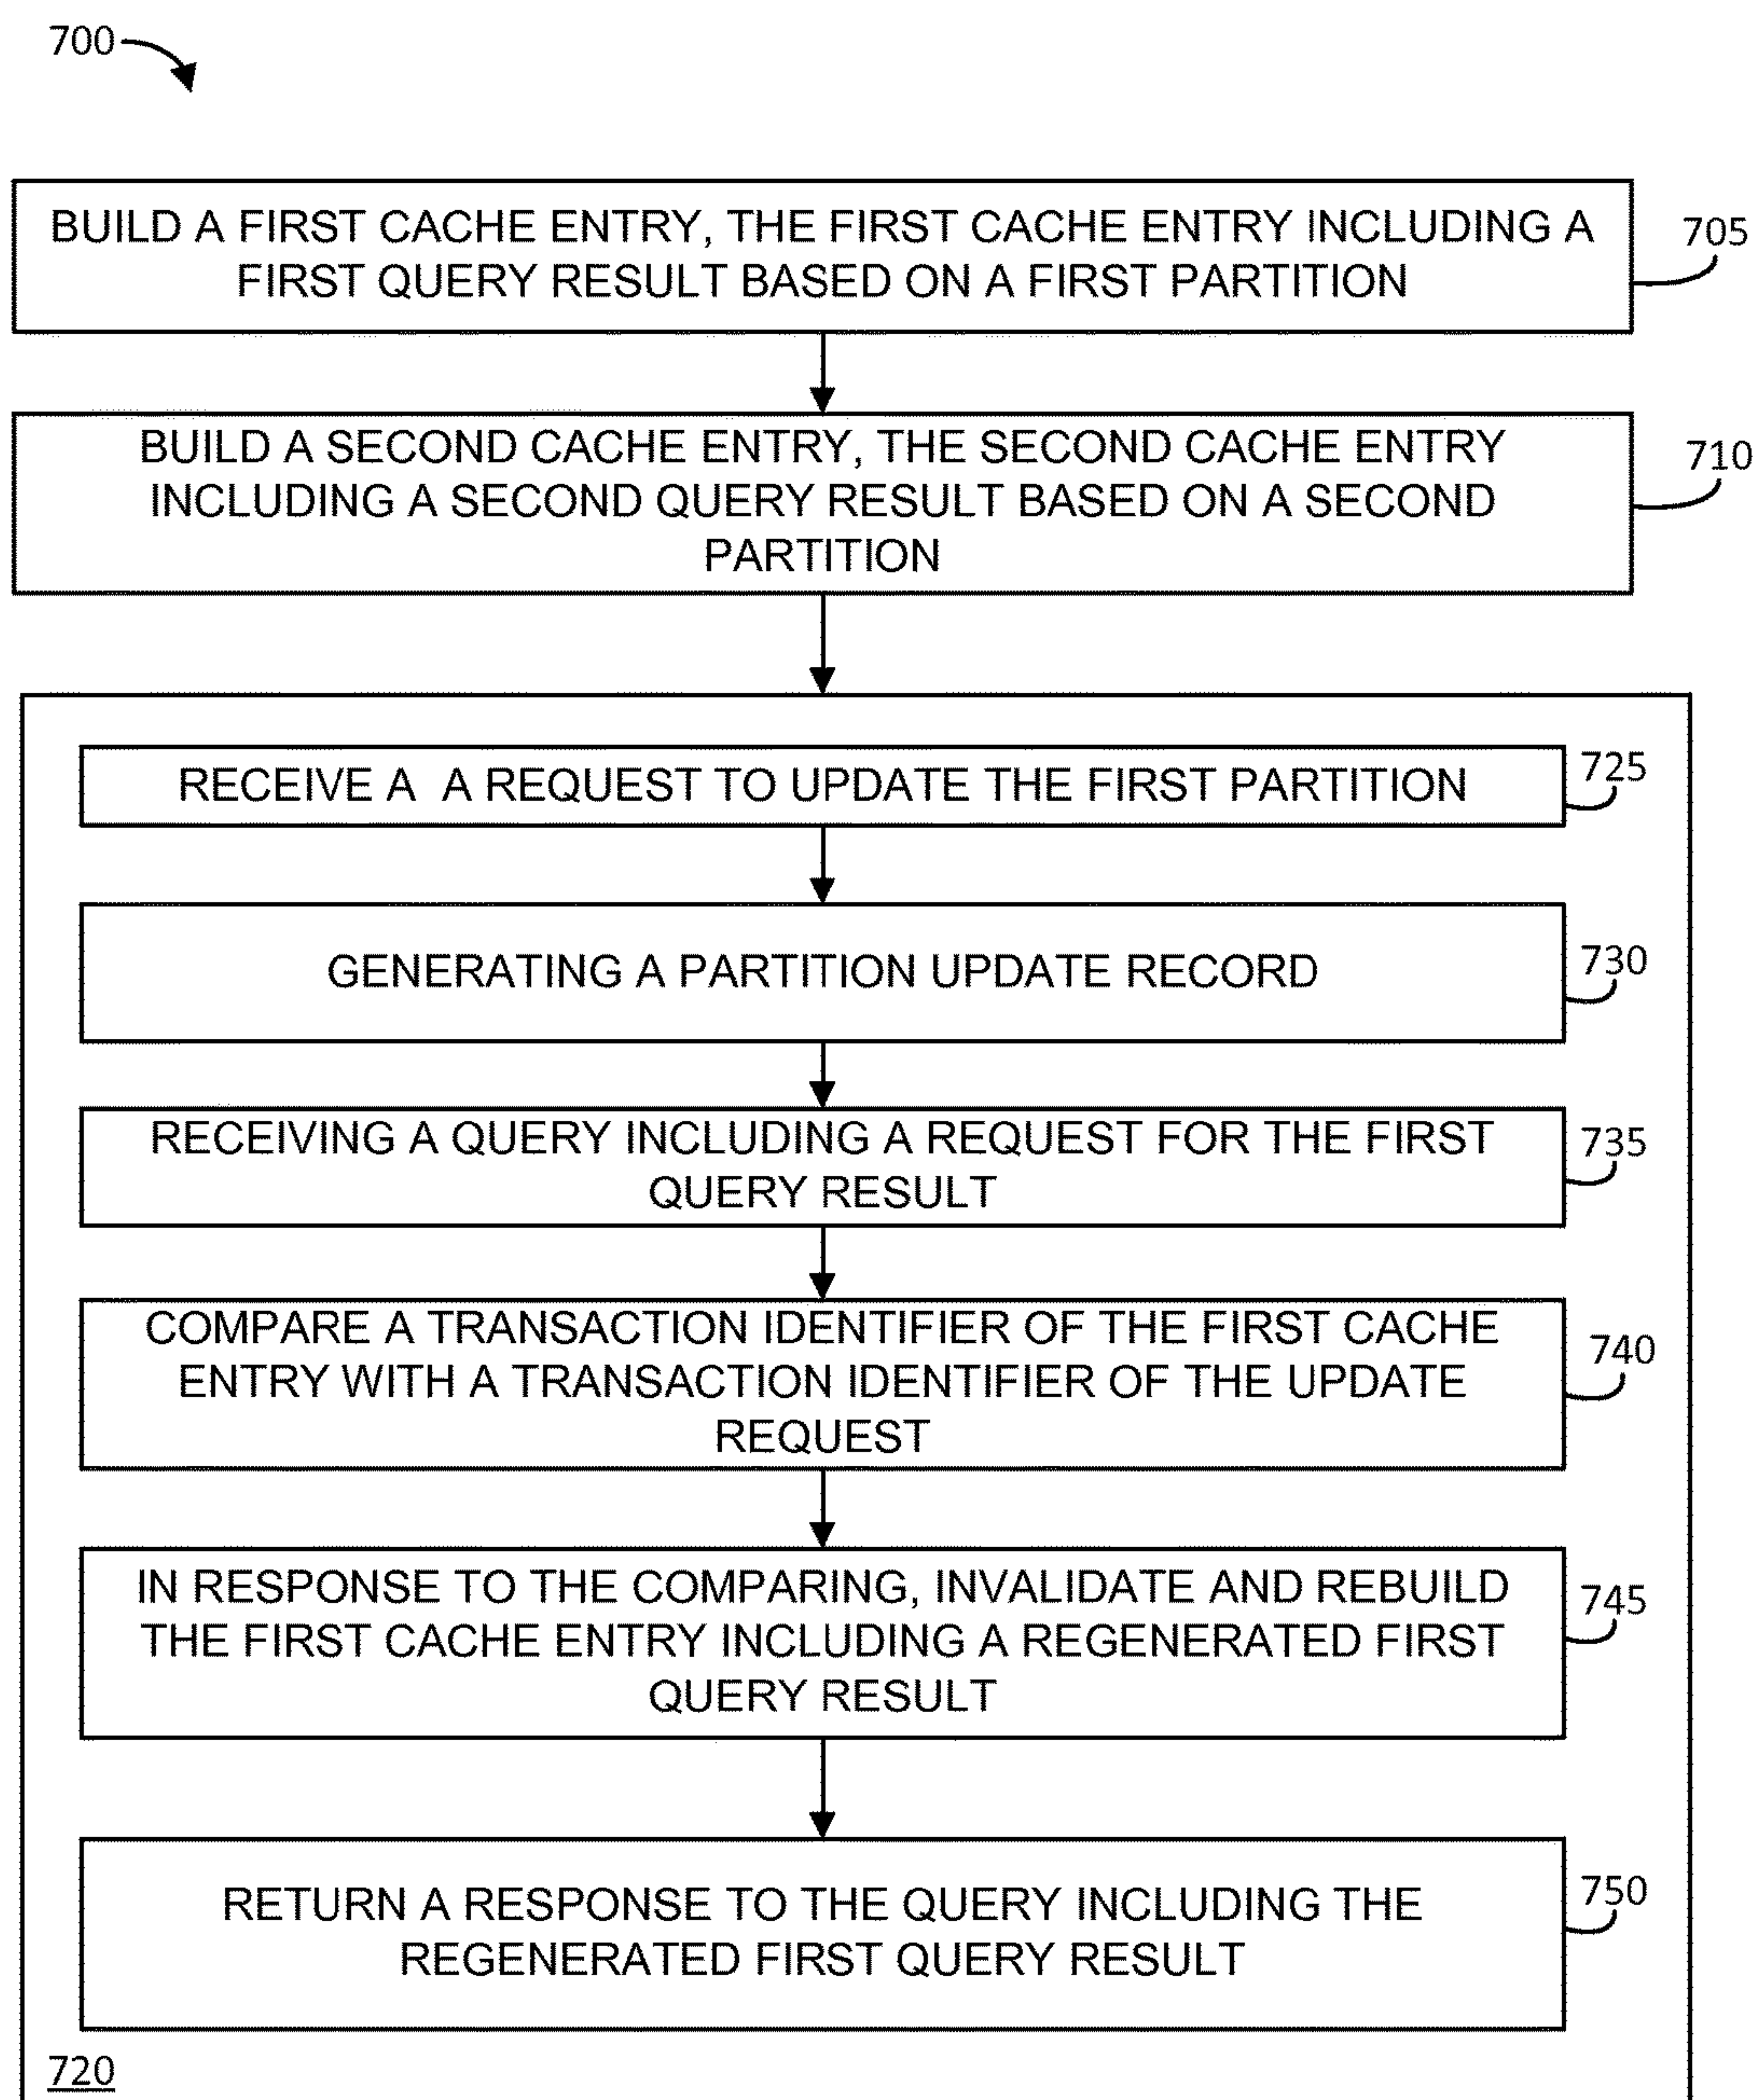 700
BUILD A FIRST CACHE ENTRY, THE FIRST CACHE ENTRY INCLUDING A
FIRST QUERY RESULT BASED ON A FIRST PARTITION
705
BUILD A SECOND CACHE ENTRY, THE SECOND CACHE ENTRY
INCLUDING A SECOND QUERY RESULT BASED ON A SECOND
PARTITION
710
RECEIVE A  A REQUEST TO UPDATE THE FIRST PARTITION
725
GENERATING A PARTITION UPDATE RECORD
730
RECEIVING A QUERY INCLUDING A REQUEST FOR THE FIRST
QUERY RESULT
735
COMPARE A TRANSACTION IDENTIFIER OF THE FIRST CACHE
ENTRY WITH A TRANSACTION IDENTIFIER OF THE UPDATE
REQUEST
740
IN RESPONSE TO THE COMPARING, INVALIDATE AND REBUILD
THE FIRST CACHE ENTRY INCLUDING A REGENERATED FIRST
QUERY RESULT
745
RETURN A RESPONSE TO THE QUERY INCLUDING THE
REGENERATED FIRST QUERY RESULT
750
720